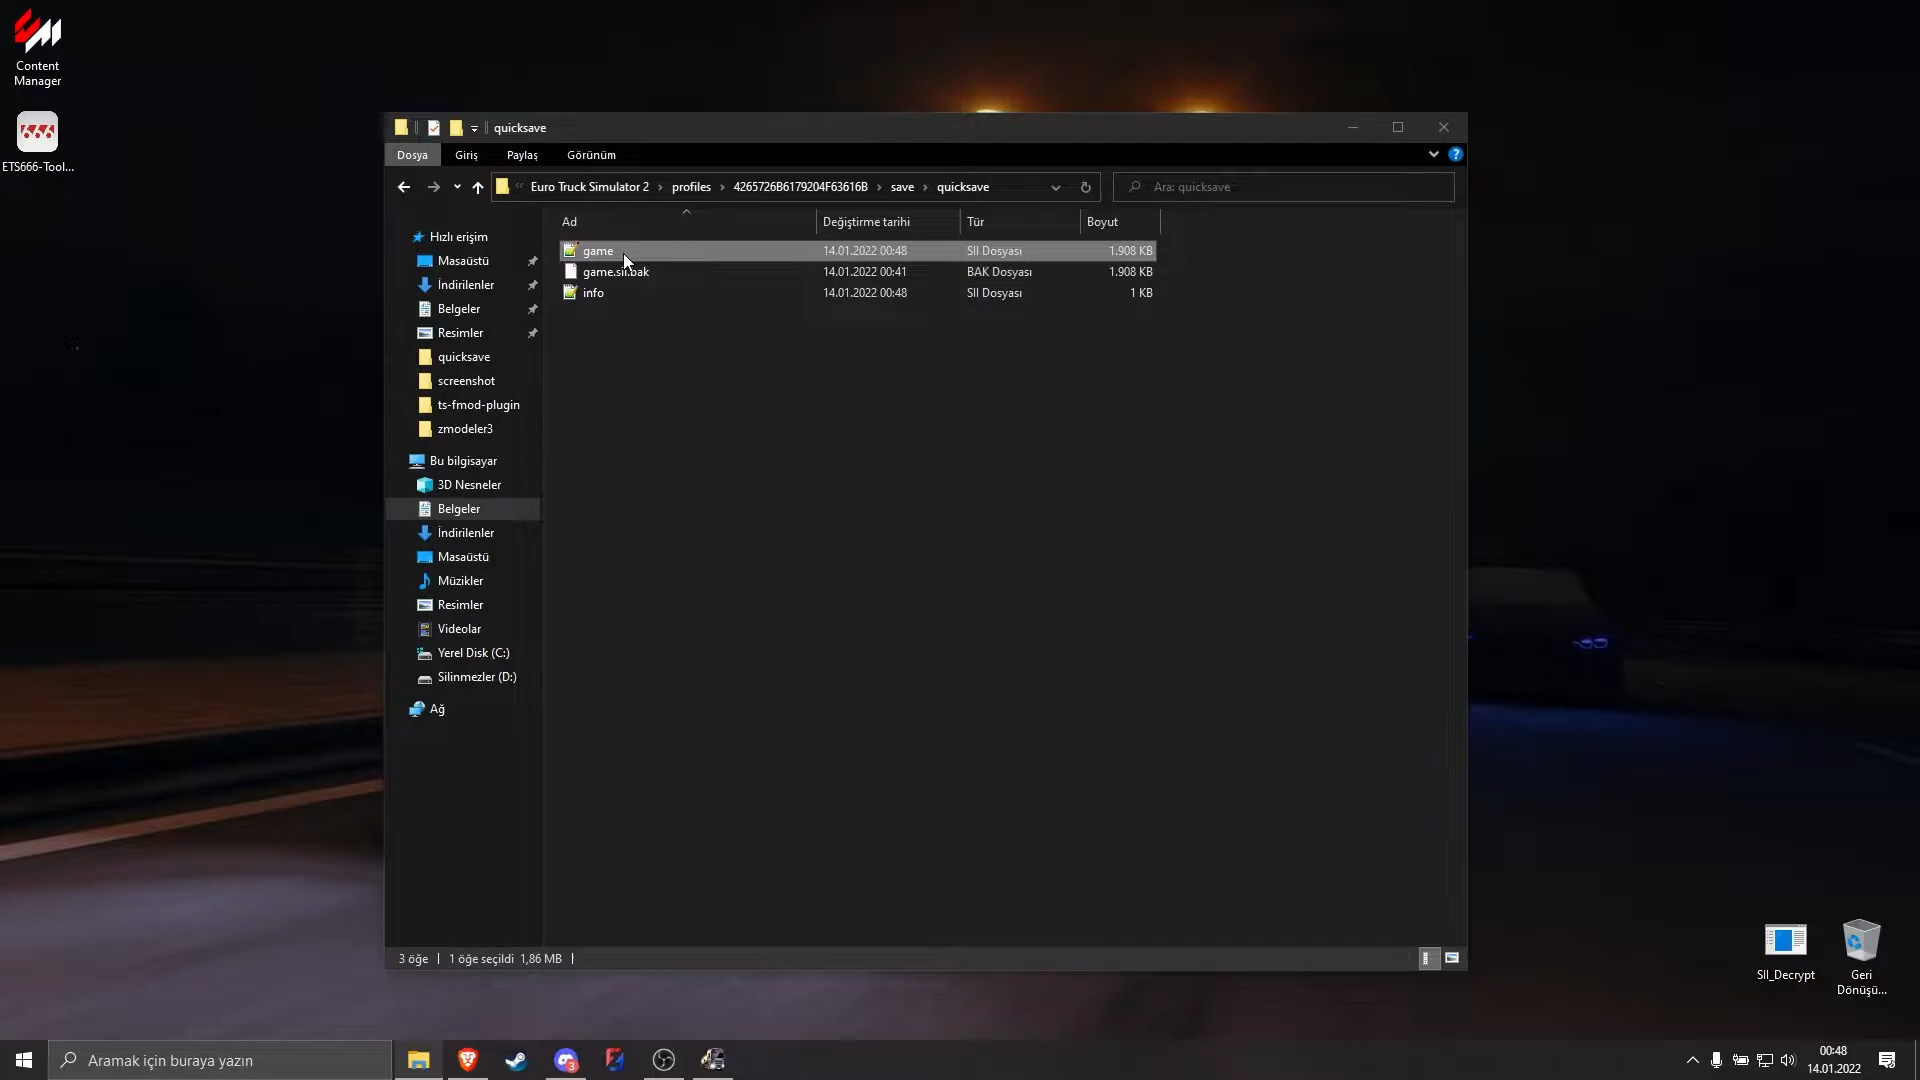 Content
Manager
ETS666-Tool...
quicksave
Dosya
Giriş
Paylaş
Görünüm
Euro Truck Simulator 2
profiles
4265726B6179204F63616B
save
quicksave
Ara: quicksave
Ad
Değiştirme tarihi
Tür
Boyut
game
14.01.2022 00:48
SII Dosyası
1.908 KB
game.sii.bak
14.01.2022 00:41
BAK Dosyası
1.908 KB
info
14.01.2022 00:48
SII Dosyası
1 KB
Hızlı erişim
Masaüstü
İndirilenler
Belgeler
Resimler
quicksave
screenshot
ts-fmod-plugin
zmodeler3
Bu bilgisayar
3D Nesneler
Belgeler
İndirilenler
Masaüstü
Müzikler
Resimler
Videolar
Yerel Disk (C:)
Silinmezler (D:)
Ağ
3 öğe
1 öğe seçildi 1,86 MB
SII_Decrypt
Geri
Dönüşü...
Aramak için buraya yazın
3
00:48
14.01.2022